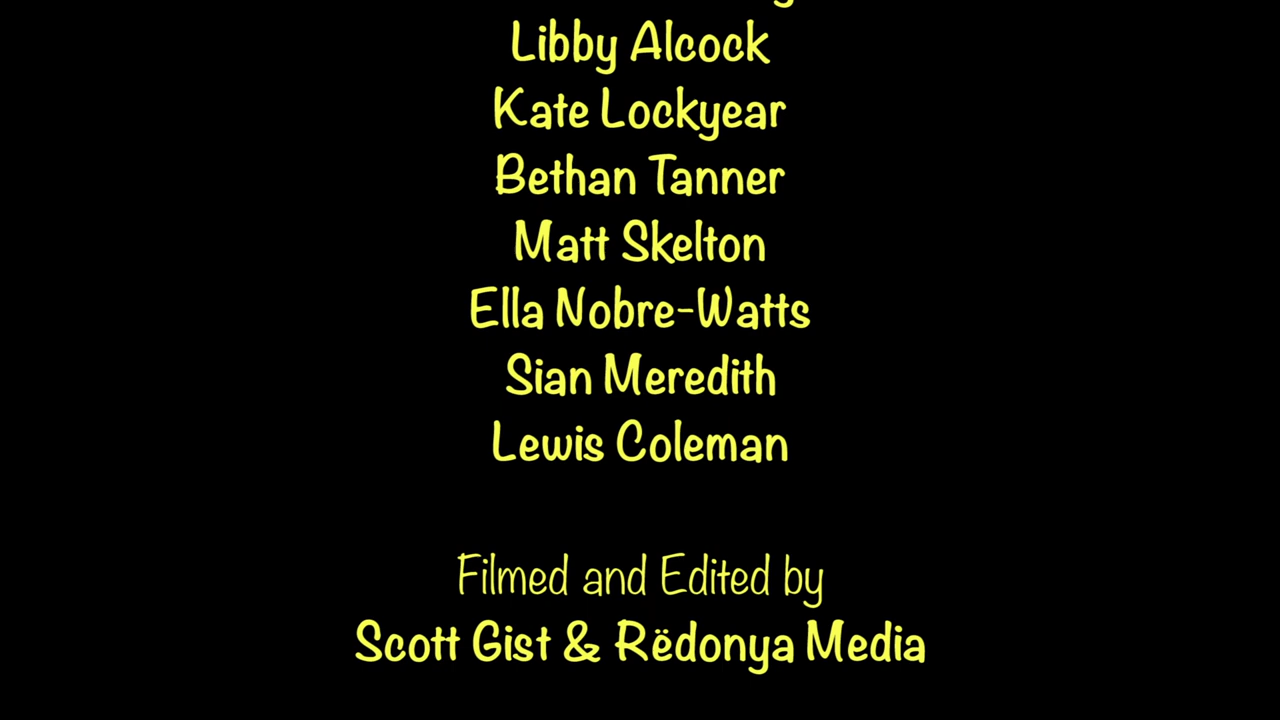 Libby Alcock
Kate Lockyear
Bethan Tanner
Matt Skelton
Ella Nobre-Watts
Sian Meredith
Lewis Coleman
Filmed and Edited by
Scott Gist & Rëdonya Media